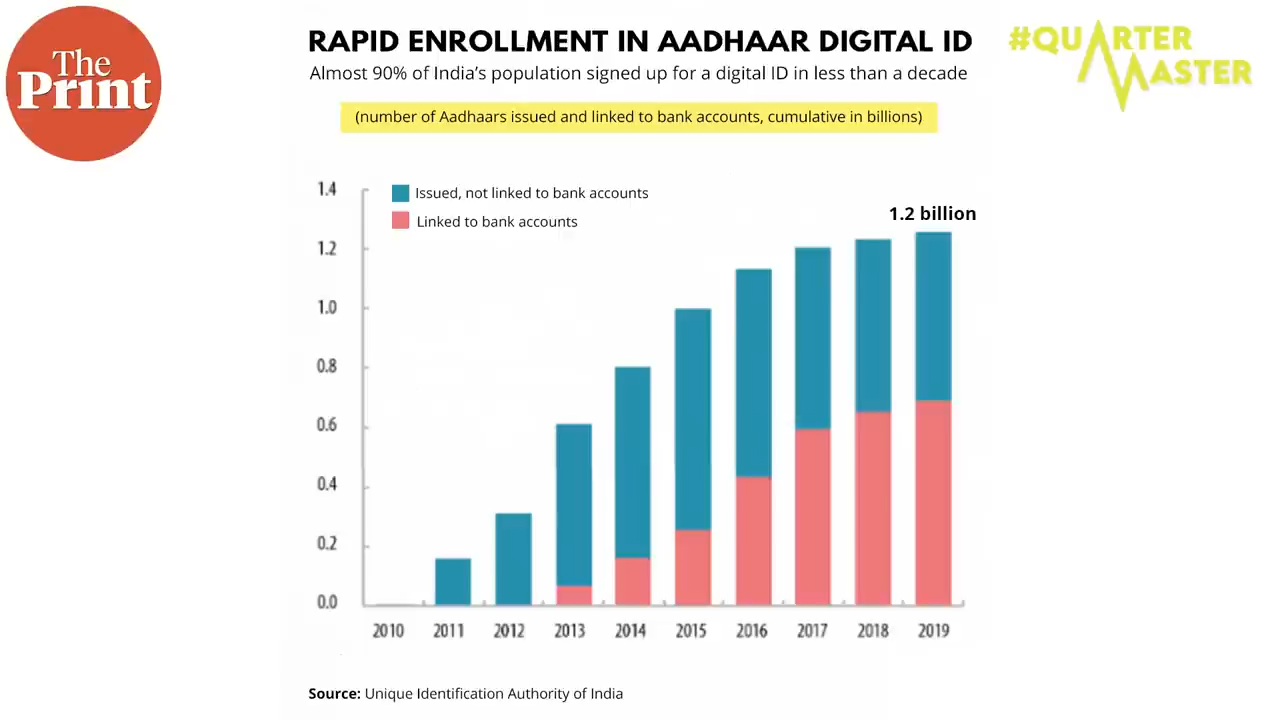 The
Print
RAPID ENROLLMENT IN AADHAAR DIGITAL ID
Almost 90% of India's population signed up for a digital ID in less than a decade
(number of Aadhaars issued and linked to bank accounts, cumulative in billions)
#QUARTER
MASTER
Issued, not linked to bank accounts
Linked to bank accounts
1.2 billion
1.4
1.2
1.0
0.8
0.6
0.4
0.2
0.0
2010 2011 2012 2013 2014 2015 2016 2017 2018 2019
Source: Unique Identification Authority of India